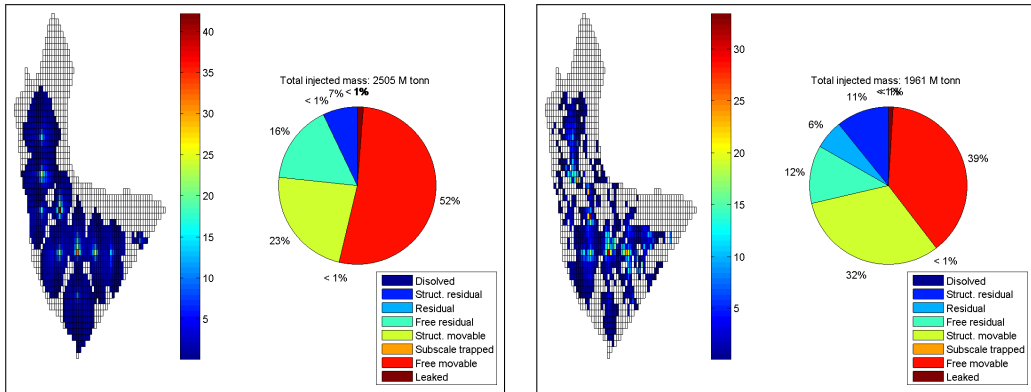 40
35
30
25
20
15
10
5
Total injected mass: 2505 M tonn
7%
< 1%
< 1%
16%
52%
23%
< 1%
Disolved
Struct. residual
Residual
Free residual
Struct. movable
Subscale trapped
Free movable
Leaked
30
25
20
15
10
5
Total injected mass: 1961 M tonn
11%
6%
39%
12%
< 1%
32%
Disolved
Struct. residual
Residual
Free residual
Struct. movable
Subscale trapped
Free movable
Leaked